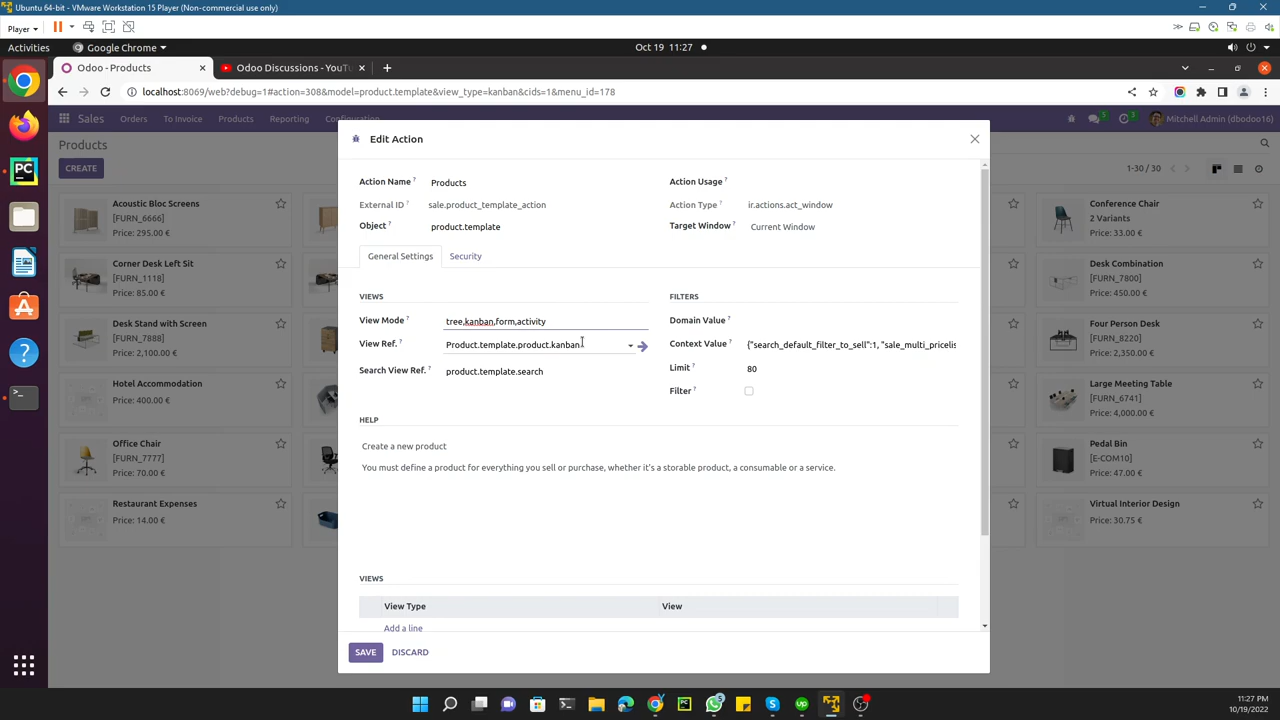 Ubuntu 64-bit - VMware Workstation 15 Player (Non-commercial use only)
Player
Activities
Google Chrome
Oct 19 11:27
Odoo - Products
Odoo Discussions - YouT
localhost:8069/web?debug=1#action=308&model=product.template&view_type=kanban&cids=1&menu_id=178
Sales
Orders
To Invoice
Products
Reporting
Configuration
5
3
Mitchell Admin (dbodoo16)
Products
CREATE
1-30 / 30
Acoustic Bloc Screens
[FURN_6666]
Price: 295.00 €
Corner Desk Left Sit
[FURN_1118]
Price: 85.00 €
Desk Stand with Screen
[FURN_7888]
Price: 2,100.00 €
Hotel Accommodation
Price: 400.00 €
Office Chair
[FURN_7777]
Price: 70.00 €
Restaurant Expenses
Price: 14.00 €
Edit Action
Action Name ?
Products
External ID
sale.product_template_action
Object ?
product.template
Action Usage ?
Action Type ?
ir.actions.act_window
Target Window ?
Current Window
General Settings
Security
VIEWS
View Mode ?
tree,kanban,form,activity
View Ref. ?
Product.template.product.kanban
Search View Ref. ?
product.template.search
FILTERS
Domain Value ?
Context Value ?
{"search_default_filter_to_sell":1, "sale_multi_pricelis
Limit ?
80
Filter ?
HELP
Create a new product
You must define a product for everything you sell or purchase, whether it's a storable product, a consumable or a service.
VIEWS
View Type
View
Add a line
SAVE
DISCARD
Conference Chair
2 Variants
Price: 33.00 €
Desk Combination
[FURN_7800]
Price: 450.00 €
Four Person Desk
[FURN_8220]
Price: 2,350.00 €
Large Meeting Table
[FURN_6741]
Price: 4,000.00 €
Pedal Bin
[E-COM10]
Price: 47.00 €
Virtual Interior Design
Price: 30.75 €
11:27 PM
10/19/2022